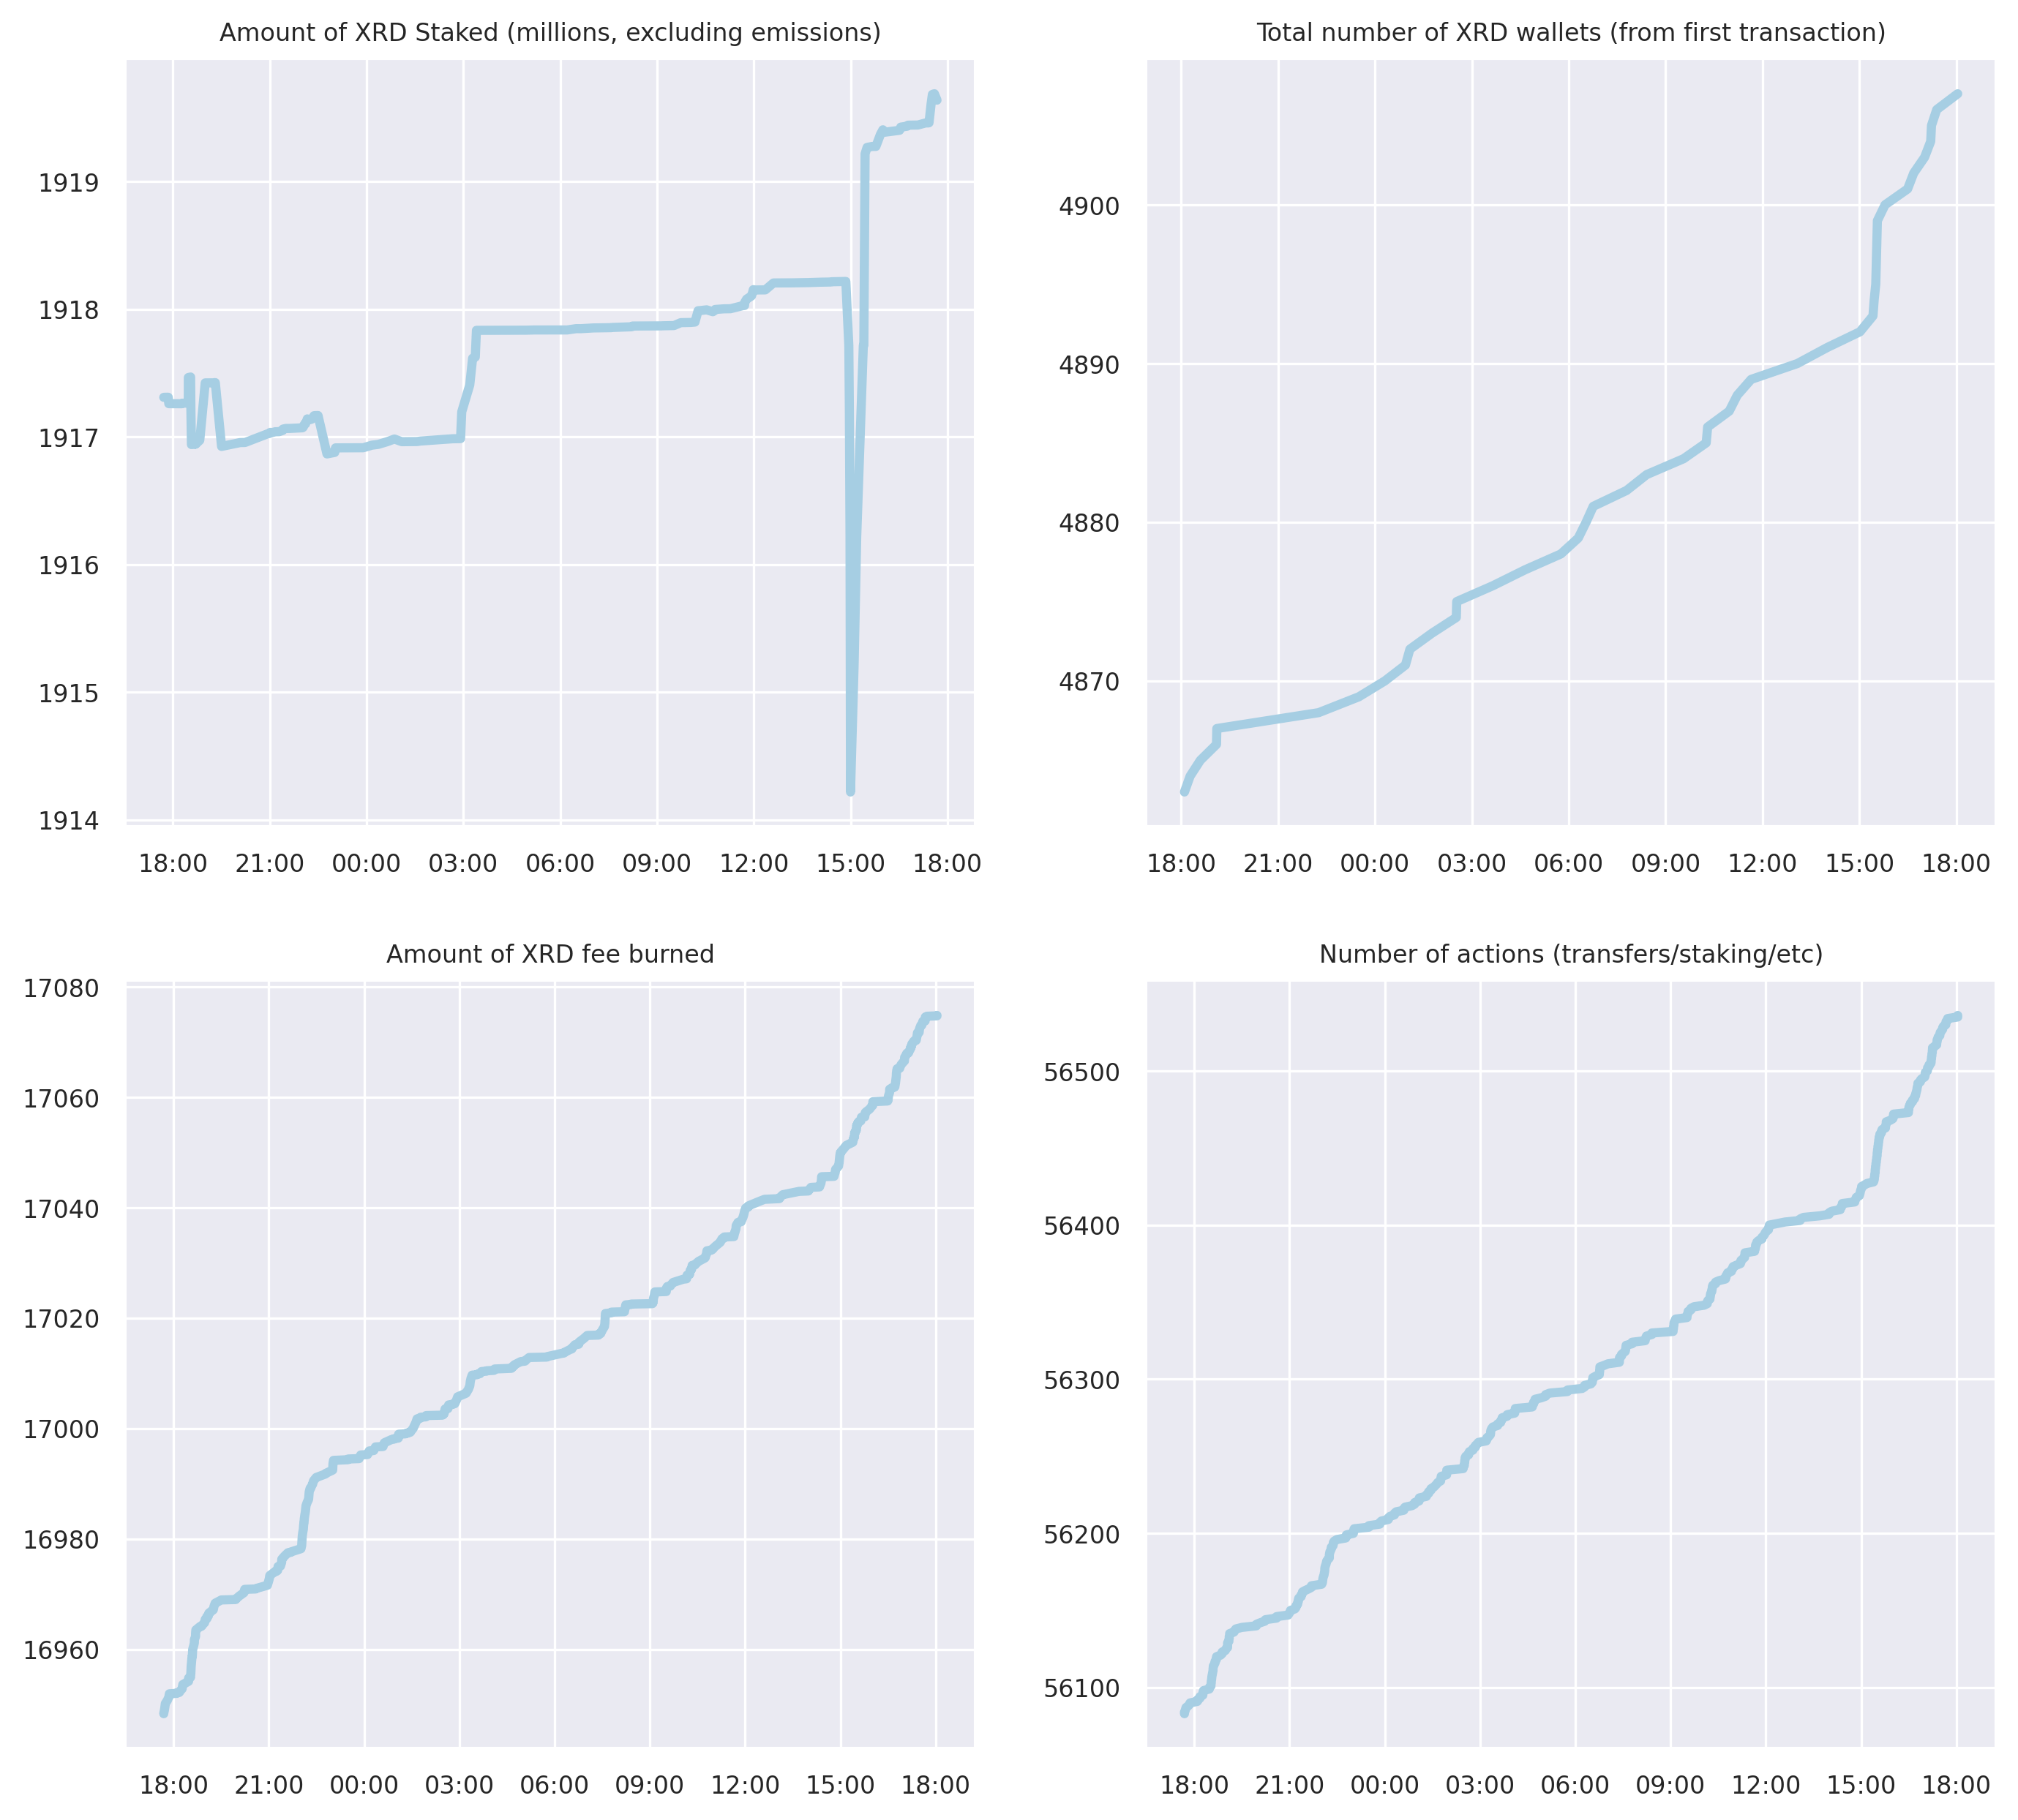 Amount of XRD Staked (millions, excluding emissions)
1919
1918
1917
1916
1915
1914
18:00 21:00 00:00 03:00 06:00 09:00 12:00 15:00 18:00
Total number of XRD wallets (from first transaction)
4900
4890
4880
4870
18:00 21:00 00:00 03:00 06:00 09:00 12:00 15:00 18:00
Amount of XRD fee burned
17080
17060
17040
17020
17000
16980
16960
18:00 21:00 00:00 03:00 06:00 09:00 12:00 15:00 18:00
Number of actions (transfers/staking/etc)
56500
56400
56300
56200
56100
18:00 21:00 00:00 03:00 06:00 09:00 12:00 15:00 18:00